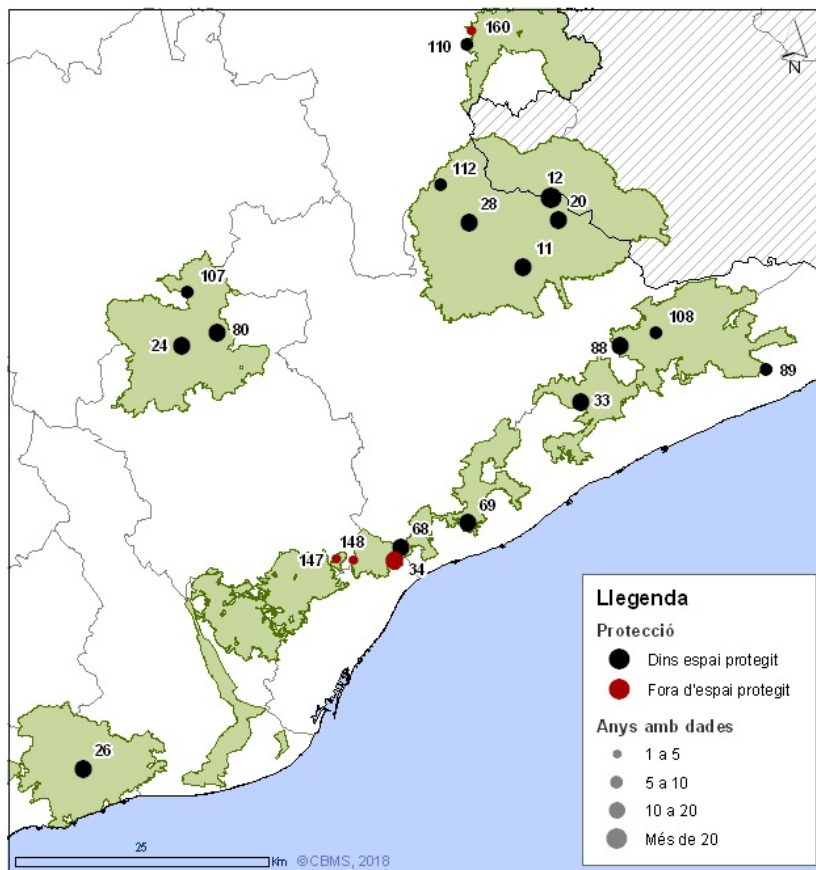 160
110
N
112
12
28
20
11
107
80
24
108
88
89
33
69
68
148
147
34
26
Llegenda
Protecció
Dins espai protegit
Fora d'espai protegit
Anys amb dades
1 a 5
5 a 10
10 a 20
Més de 20
25
Km ©CBMS, 2018